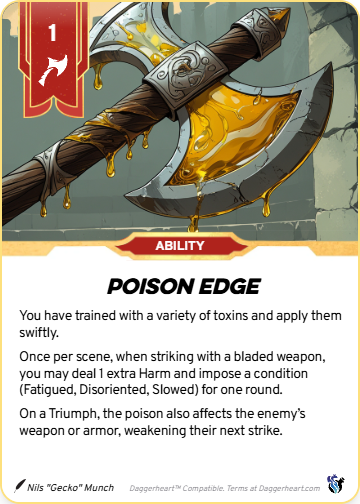 1
ABILITY
POISON EDGE
You have trained with a variety of toxins and apply them
swiftly.
Once per scene, when striking with a bladed weapon,
you may deal 1 extra Harm and impose a condition
(Fatigued, Disoriented, Slowed) for one round.
On a Triumph, the poison also affects the enemy's
weapon or armor, weakening their next strike.
Nils "Gecko" Munch
Daggerheart™ Compatible. Terms at Daggerheart.com